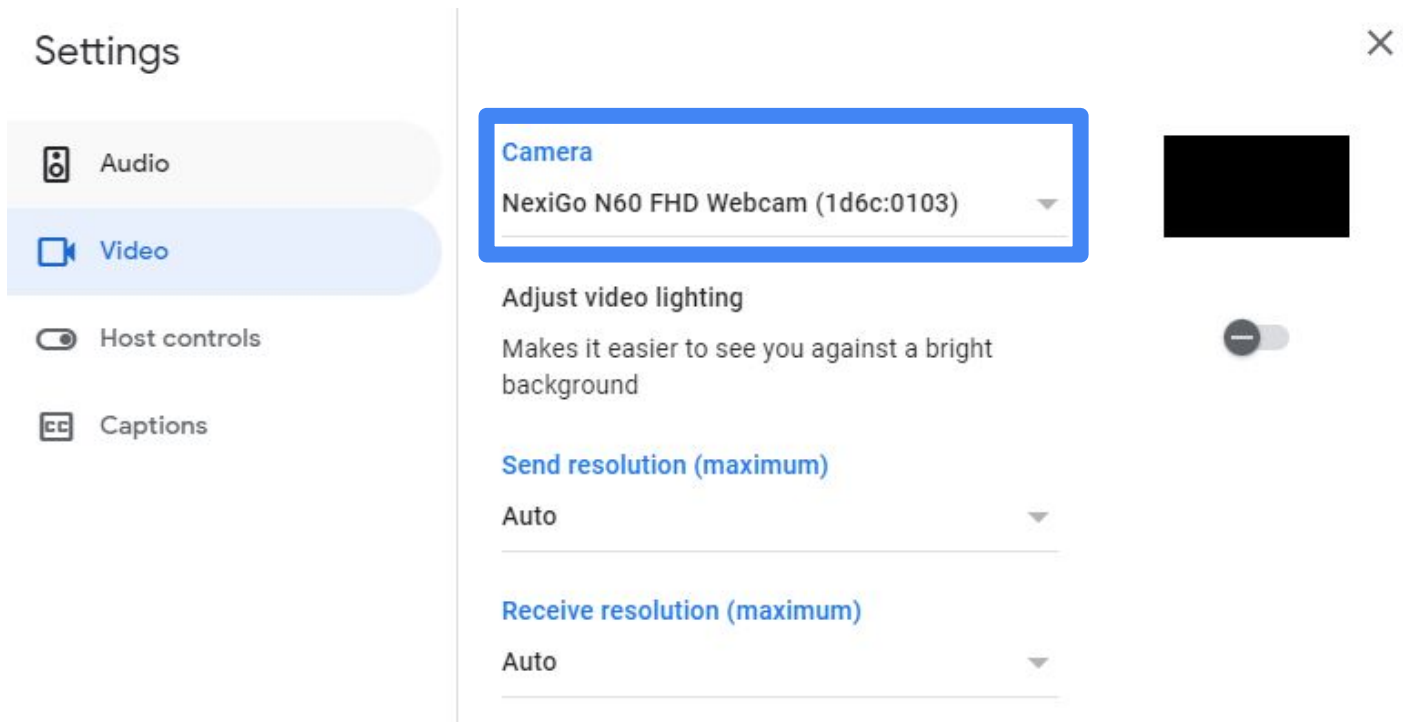 Settings
Audio
Video
Host controls
Captions
Camera
NexiGo N60 FHD Webcam (1d6c:0103)
Adjust video lighting
Makes it easier to see you against a bright
background
Send resolution (maximum)
Auto
Receive resolution (maximum)
Auto